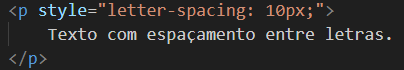 <p style="letter-spacing: 10px;">
Texto com espaçamento entre letras.
</p>